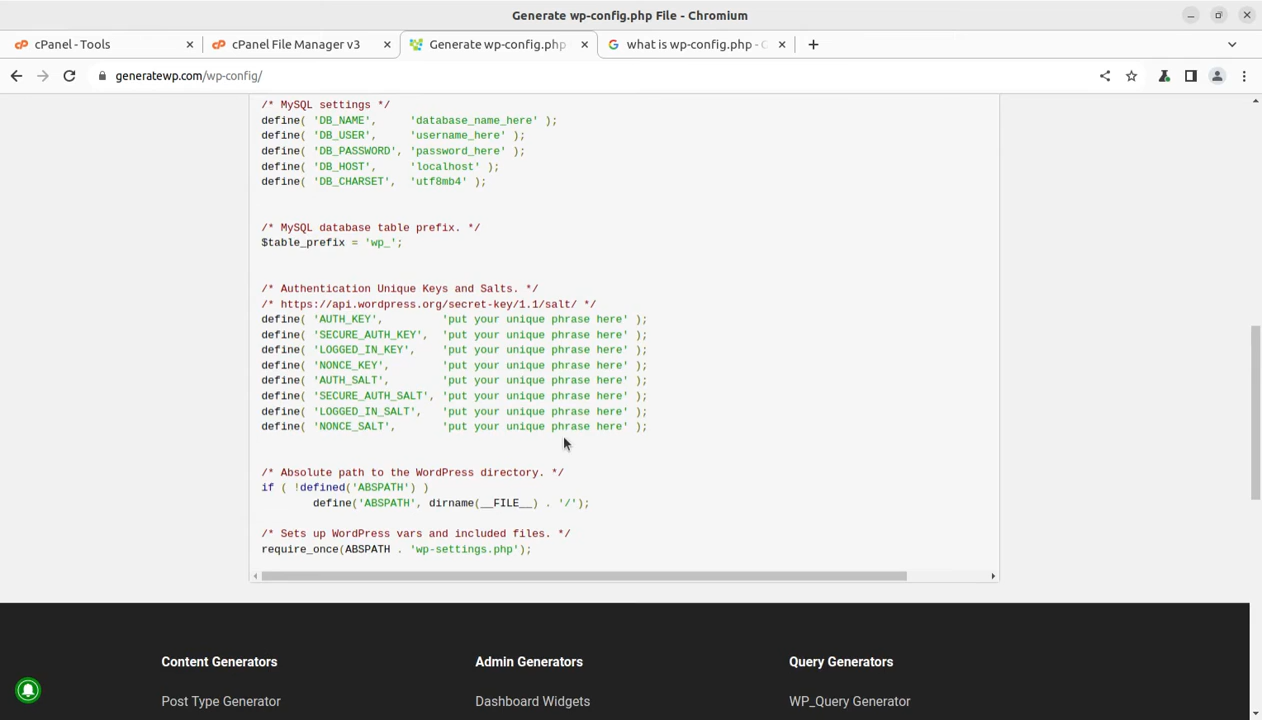 Generate wp-config.php File - Chromium
cPanel - Tools
cPanel File Manager v3
Generate wp-config.php
what is wp-config.php - G
generatewp.com/wp-config/
/* MySQL settings */
define( 'DB_NAME',     'database_name_here' );
define( 'DB_USER',     'username_here' );
define( 'DB_PASSWORD', 'password_here' );
define( 'DB_HOST',     'localhost' );
define( 'DB_CHARSET',  'utf8mb4' );
/* MySQL database table prefix. */
$table_prefix = 'wp_';
/* Authentication Unique Keys and Salts. */
/* https://api.wordpress.org/secret-key/1.1/salt/ */
define( 'AUTH_KEY',         'put your unique phrase here' );
define( 'SECURE_AUTH_KEY',  'put your unique phrase here' );
define( 'LOGGED_IN_KEY',    'put your unique phrase here' );
define( 'NONCE_KEY',        'put your unique phrase here' );
define( 'AUTH_SALT',        'put your unique phrase here' );
define( 'SECURE_AUTH_SALT', 'put your unique phrase here' );
define( 'LOGGED_IN_SALT',   'put your unique phrase here' );
define( 'NONCE_SALT',       'put your unique phrase here' );
/* Absolute path to the WordPress directory. */
if ( !defined('ABSPATH') )
        define('ABSPATH', dirname(__FILE__) . '/');
/* Sets up WordPress vars and included files. */
require_once(ABSPATH . 'wp-settings.php');
Content Generators
Admin Generators
Query Generators
Post Type Generator
Dashboard Widgets
WP_Query Generator